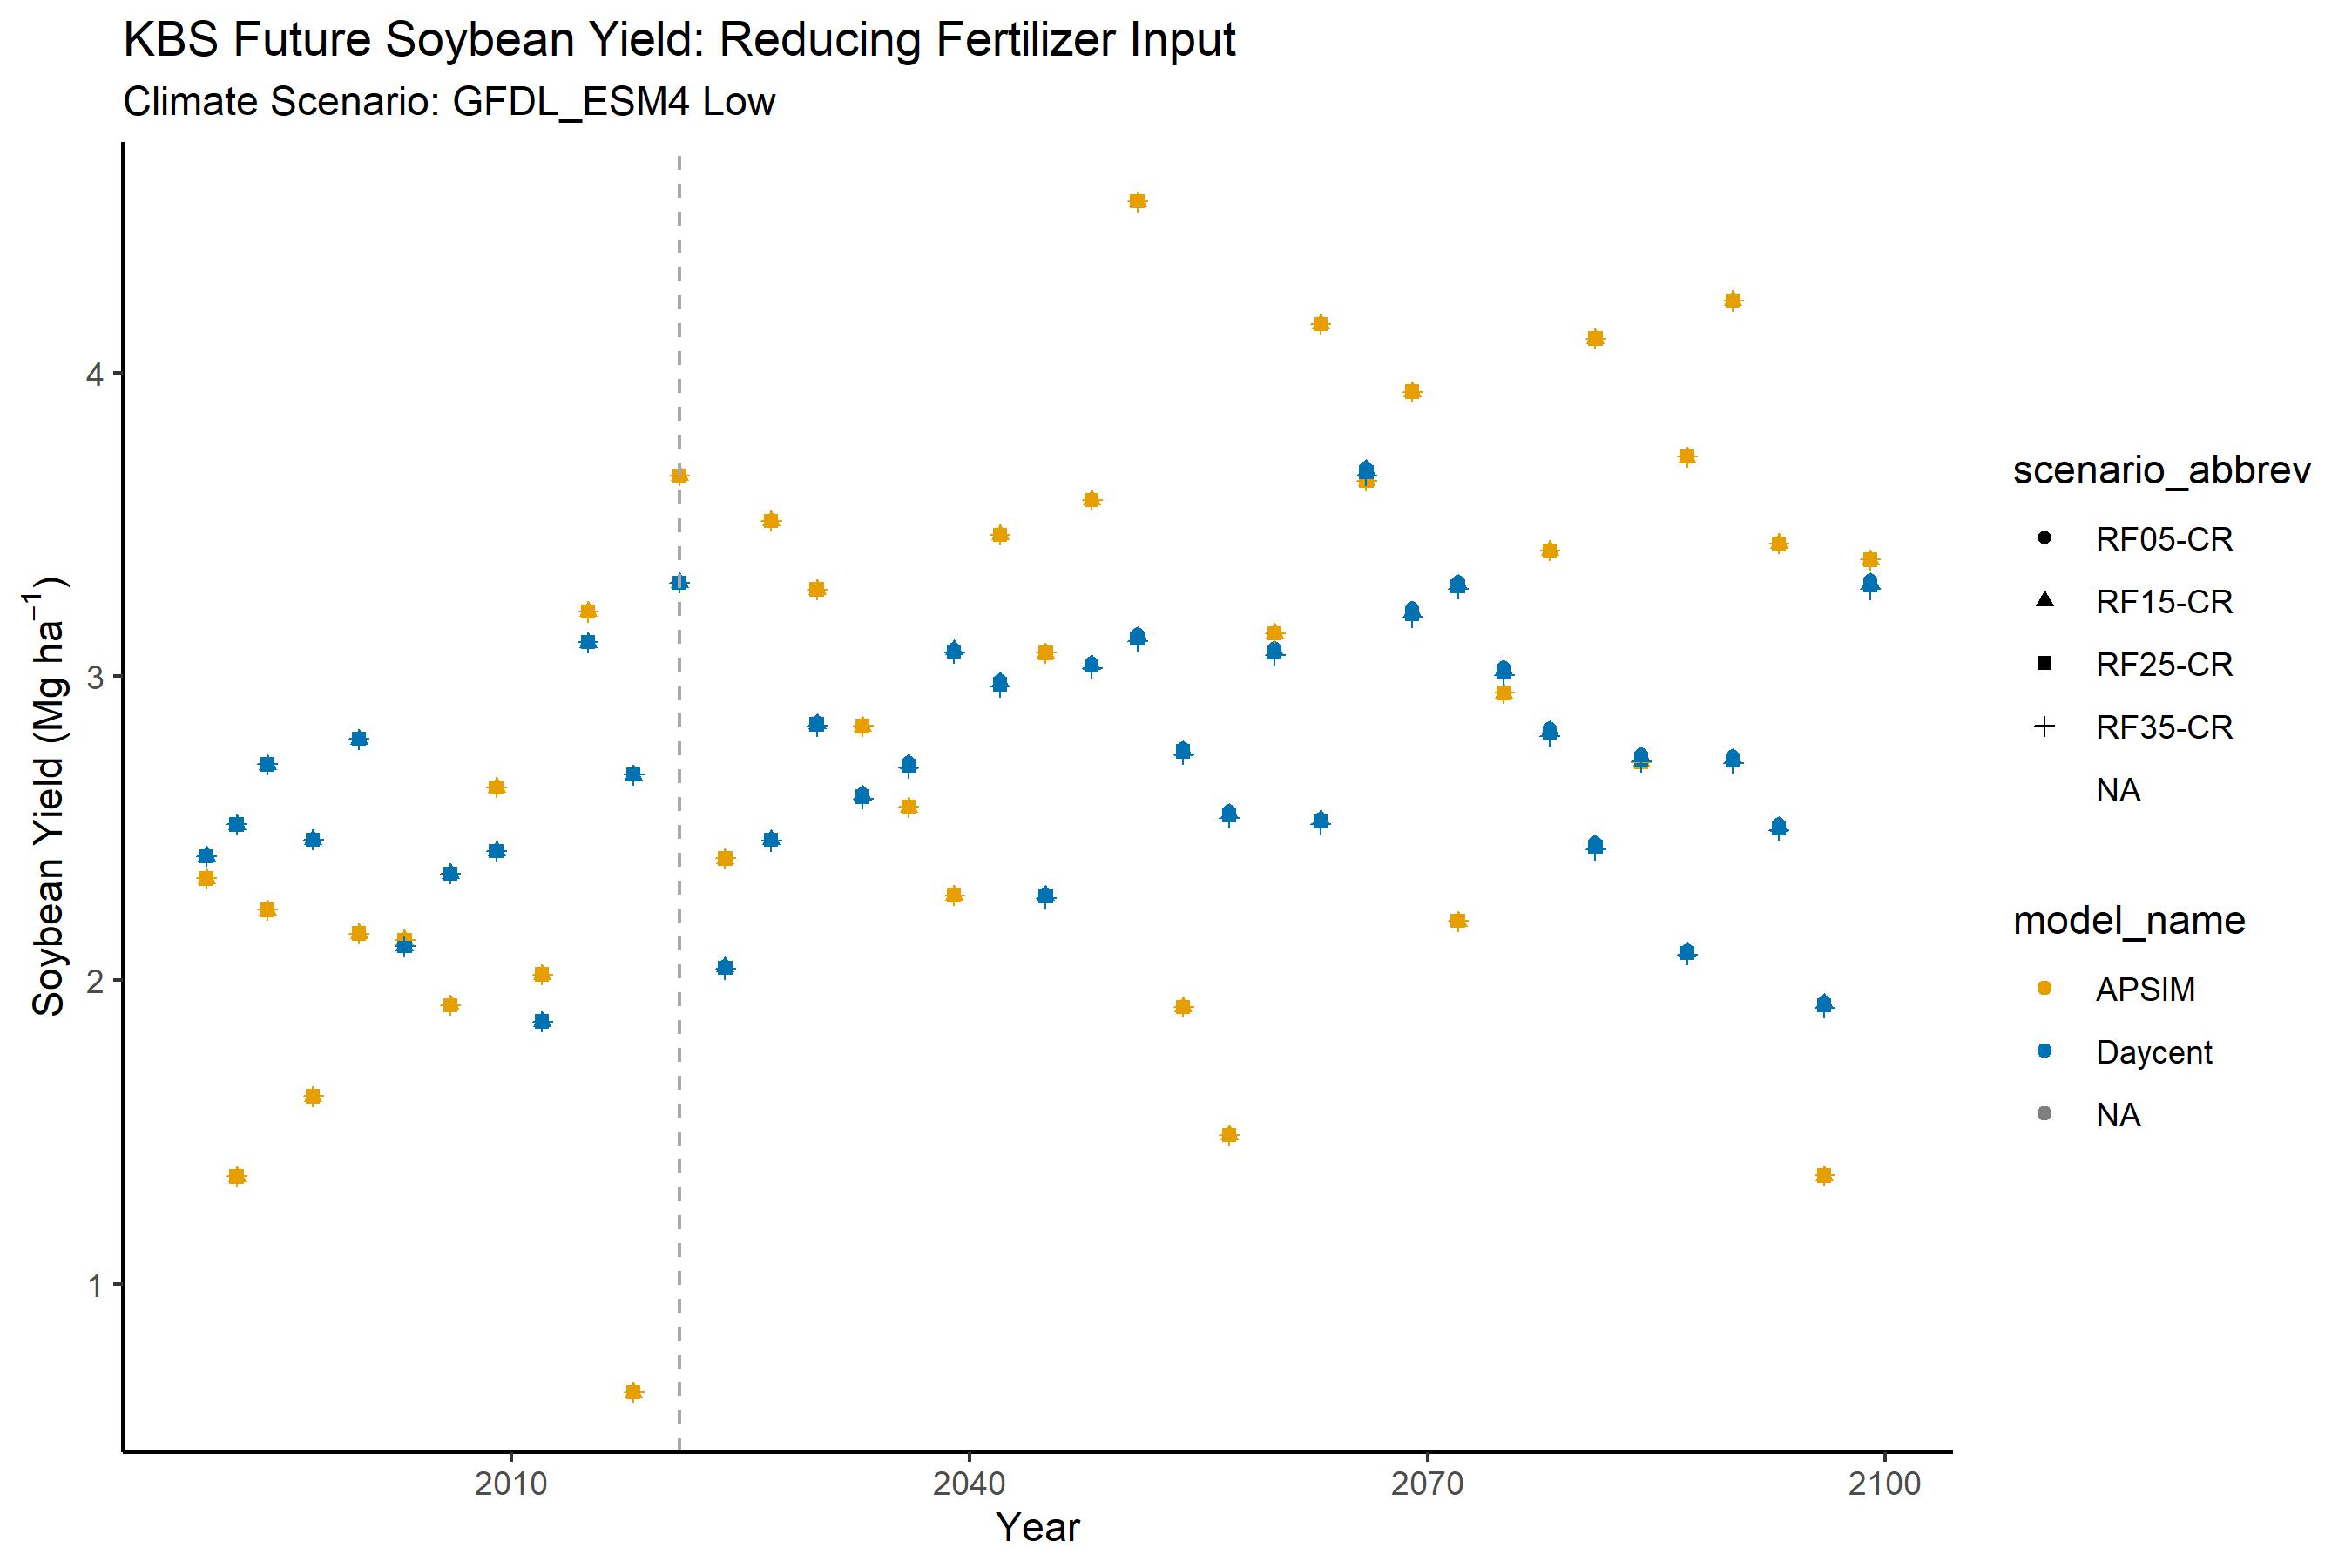 KBS Future Soybean Yield: Reducing Fertilizer Input
Climate Scenario: GFDL_ESM4 Low
Soybean Yield (Mg ha⁻¹)
4
3
2
1
2010
2040
2070
2100
Year
scenario_abbrev
RF05-CR
RF15-CR
RF25-CR
RF35-CR
NA
model_name
APSIM
Daycent
NA